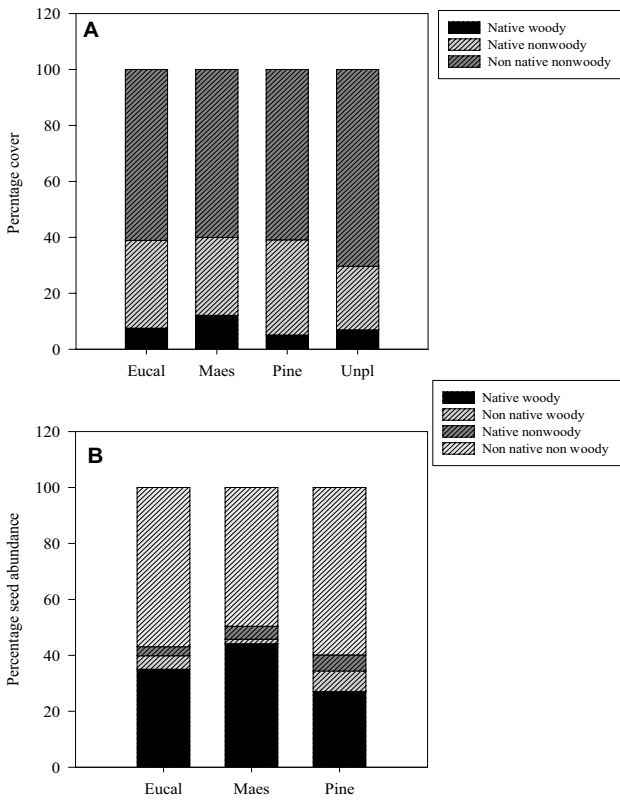 A
Native woody
Native nonwoody
Non native nonwoody
Percntage cover
120
100
80
60
40
20
0
Eucal Maes Pine Unpl
B
Native woody
Non native woody
Native nonwoody
Non native non woody
Percentage seed abundance
120
100
80
60
40
20
0
Eucal Maes Pine